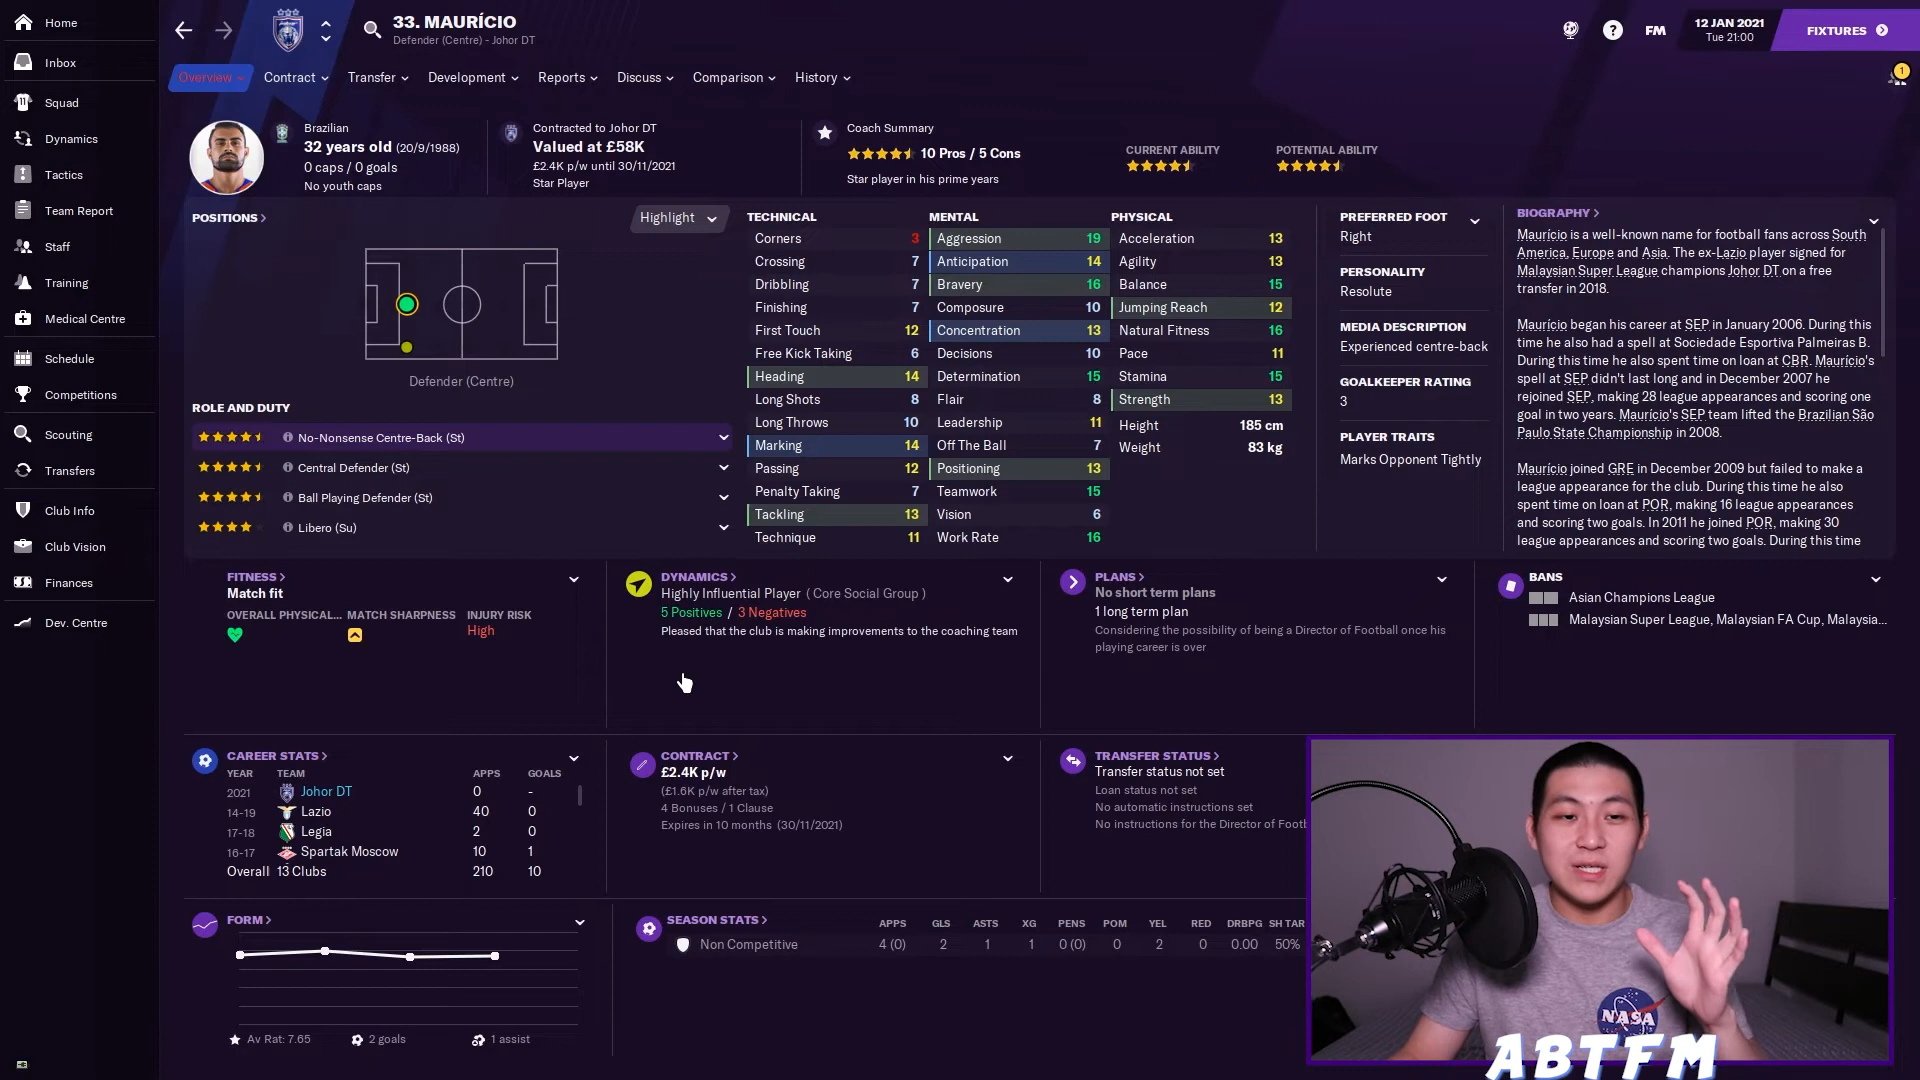 Home
Inbox
Squad
Dynamics
Tactics
Team Report
Staff
Training
Medical Centre
Schedule
Competitions
Scouting
Transfers
Club Info
Club Vision
Finances
Dev. Centre
33. MAURÍCIO
Defender (Centre) - Johor DT
FM
12 JAN 2021
Tue 21:00
FIXTURES
1
Overview
Contract
Transfer
Development
Reports
Discuss
Comparison
History
Brazilian
32 years old (20/9/1988)
0 caps / 0 goals
No youth caps
Contracted to Johor DT
Valued at £58K
£2.4K p/w until 30/11/2021
Star Player
Coach Summary
10 Pros / 5 Cons
Star player in his prime years
CURRENT ABILITY
POTENTIAL ABILITY
POSITIONS
Highlight
Defender (Centre)
ROLE AND DUTY
No-Nonsense Centre-Back (St)
Central Defender (St)
Ball Playing Defender (St)
Libero (Su)
TECHNICAL
Corners 3
Crossing 7
Dribbling 7
Finishing 7
First Touch 12
Free Kick Taking 6
Heading 14
Long Shots 8
Long Throws 10
Marking 14
Passing 12
Penalty Taking 7
Tackling 13
Technique 11
MENTAL
Aggression 19
Anticipation 14
Bravery 16
Composure 10
Concentration 13
Decisions 10
Determination 15
Flair 8
Leadership 11
Off The Ball 7
Positioning 13
Teamwork 15
Vision 6
Work Rate 16
PHYSICAL
Acceleration 13
Agility 13
Balance 15
Jumping Reach 12
Natural Fitness 16
Pace 11
Stamina 15
Strength 13
Height 185 cm
Weight 83 kg
PREFERRED FOOT
Right
PERSONALITY
Resolute
MEDIA DESCRIPTION
Experienced centre-back
GOALKEEPER RATING
3
PLAYER TRAITS
Marks Opponent Tightly
BIOGRAPHY
Maurício is a well-known name for football fans across South
America, Europe and Asia. The ex-Lazio player signed for
Malaysian Super League champions Johor DT on a free
transfer in 2018.
Maurício began his career at SEP in January 2006. During this
time he also had a spell at Sociedade Esportiva Palmeiras B.
During this time he also spent time on loan at CBR. Maurício's
spell at SEP didn't last long and in December 2007 he
rejoined SEP, making 28 league appearances and scoring one
goal in two years. Maurício's SEP team lifted the Brazilian São
Paulo State Championship in 2008.
Maurício joined GRE in December 2009 but failed to make a
league appearance for the club. During this time he also
spent time on loan at POR, making 16 league appearances
and scoring two goals. In 2011 he joined POR, making 30
league appearances and scoring two goals. During this time
FITNESS
Match fit
OVERALL PHYSICAL... MATCH SHARPNESS INJURY RISK
High
DYNAMICS
Highly Influential Player ( Core Social Group )
5 Positives / 3 Negatives
Pleased that the club is making improvements to the coaching team
PLANS
No short term plans
1 long term plan
Considering the possibility of being a Director of Football once his
playing career is over
BANS
Asian Champions League
Malaysian Super League, Malaysian FA Cup, Malaysia...
CAREER STATS
YEAR TEAM APPS GOALS
2021 Johor DT 0 -
14-19 Lazio 40 0
17-18 Legia 2 0
16-17 Spartak Moscow 10 1
Overall 13 Clubs 210 10
CONTRACT
£2.4K p/w
(£1.6K p/w after tax)
4 Bonuses / 1 Clause
Expires in 10 months (30/11/2021)
TRANSFER STATUS
Transfer status not set
Loan status not set
No automatic instructions set
No instructions for the Director of Footb
FORM
Av Rat: 7.65
2 goals
1 assist
SEASON STATS
APPS GLS ASTS XG PENS POM YEL RED DRBPG SH TAR
Non Competitive 4 (0) 2 1 1 0 (0) 0 2 0 0.00 50%
NASA
ABTFM